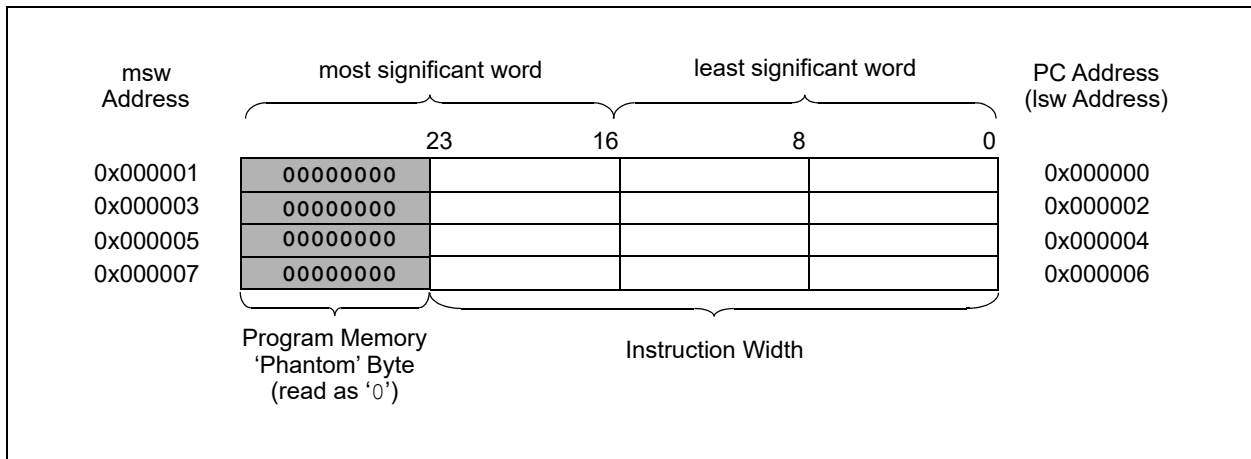 msw
Address
most significant word
least significant word
PC Address
(lsw Address)
23
16
8
0
0x000001
00000000
0x000000
0x000003
00000000
0x000002
0x000005
00000000
0x000004
0x000007
00000000
0x000006
Program Memory
‘Phantom’ Byte
(read as ‘0’)
Instruction Width